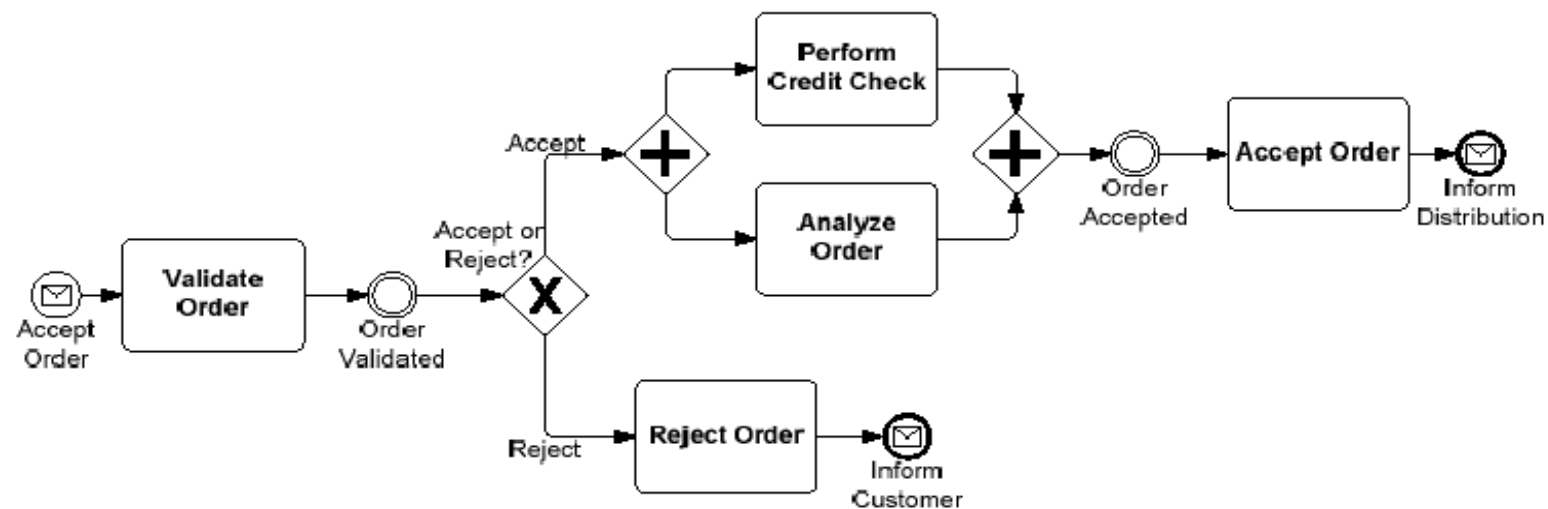 Perform
Credit Check
Accept
Accept Order
Analyze
Order
Order
Accepted
Inform
Distribution
Accept or
Reject?
Validate
Order
Accept
Order
Order
Validated
Reject Order
Reject
Inform
Customer